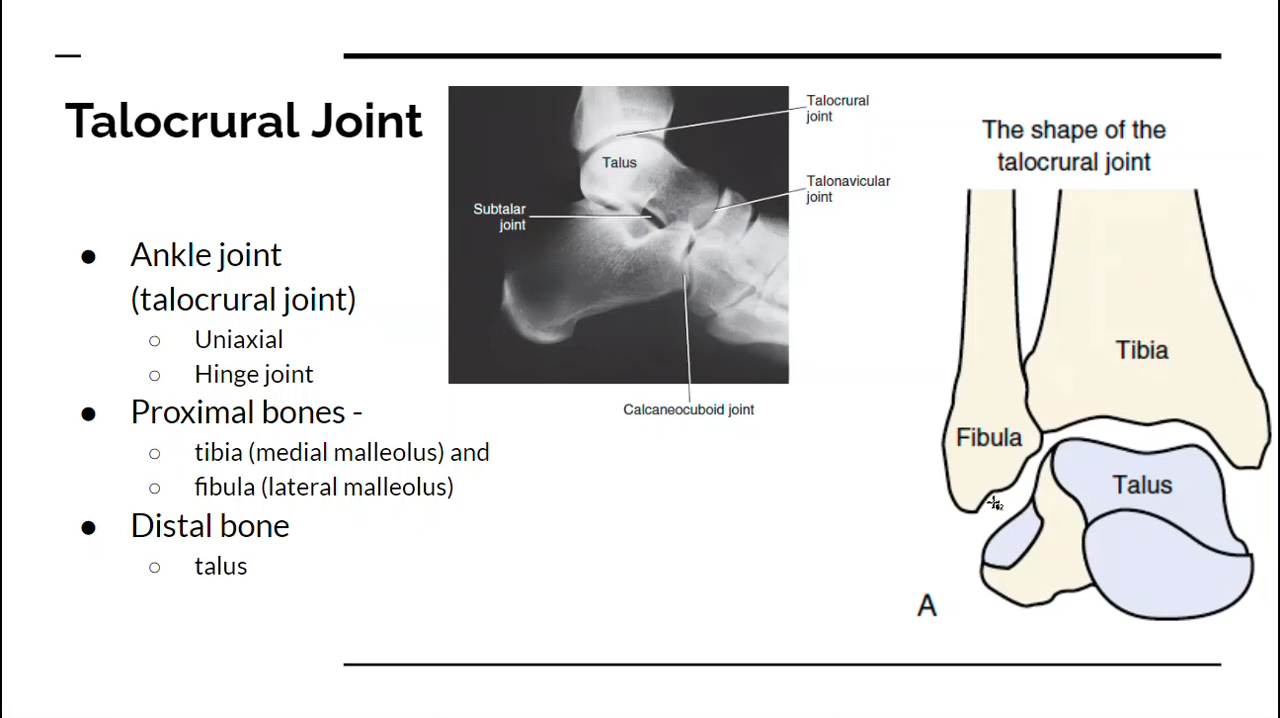 Talocrural Joint
● Ankle joint
(talocrural joint)
○ Uniaxial
○ Hinge joint
● Proximal bones -
○ tibia (medial malleolus) and
○ fibula (lateral malleolus)
● Distal bone
○ talus
Talocrural
joint
Talus
Talonavicular
joint
Subtalar
joint
Calcaneocuboid joint
The shape of the
talocrural joint
Tibia
Fibula
Talus
A